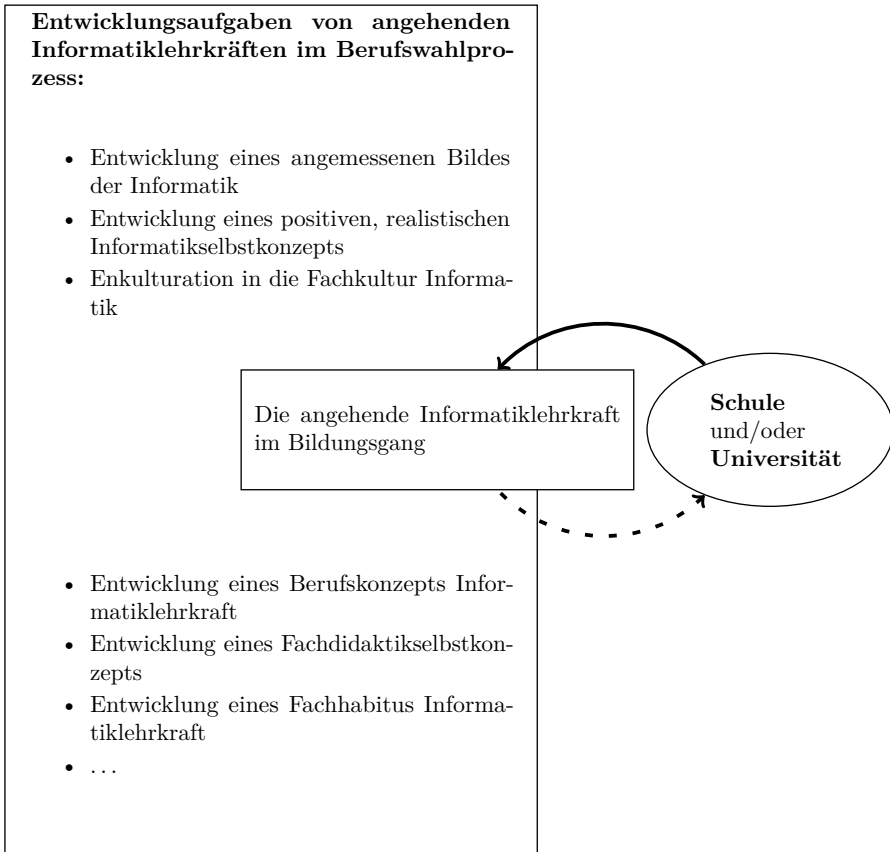 Entwicklungsaufgaben von angehenden
Informatiklehrkräften im Berufswahlpro-
zess:
• Entwicklung eines angemessenen Bildes
der Informatik
• Entwicklung eines positiven, realistischen
Informatikselbstkonzepts
• Enkulturation in die Fachkultur Informa-
tik
Die angehende Informatiklehrkraft
im Bildungsgang
Schule
und/oder
Universität
• Entwicklung eines Berufskonzepts Infor-
matiklehrkraft
• Entwicklung eines Fachdidaktikselbstkon-
zepts
• Entwicklung eines Fachhabitus Informa-
tiklehrkraft
• . . .